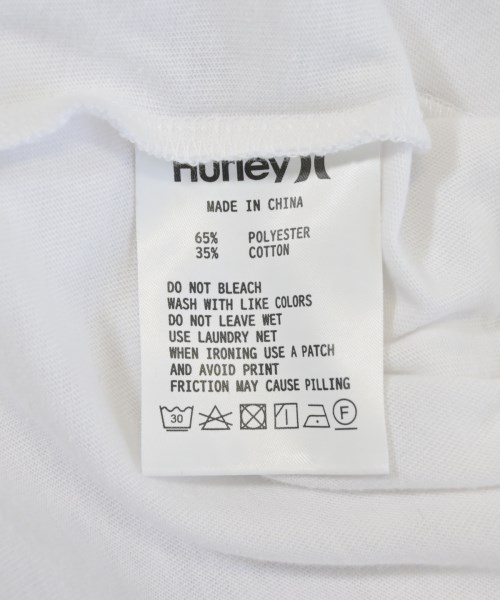 Hurley
MADE IN CHINA
65% POLYESTER
35% COTTON
DO NOT BLEACH
WASH WITH LIKE COLORS
DO NOT LEAVE WET
USE LAUNDRY NET
WHEN IRONING USE A PATCH
AND AVOID PRINT
FRICTION MAY CAUSE PILLING
30 F